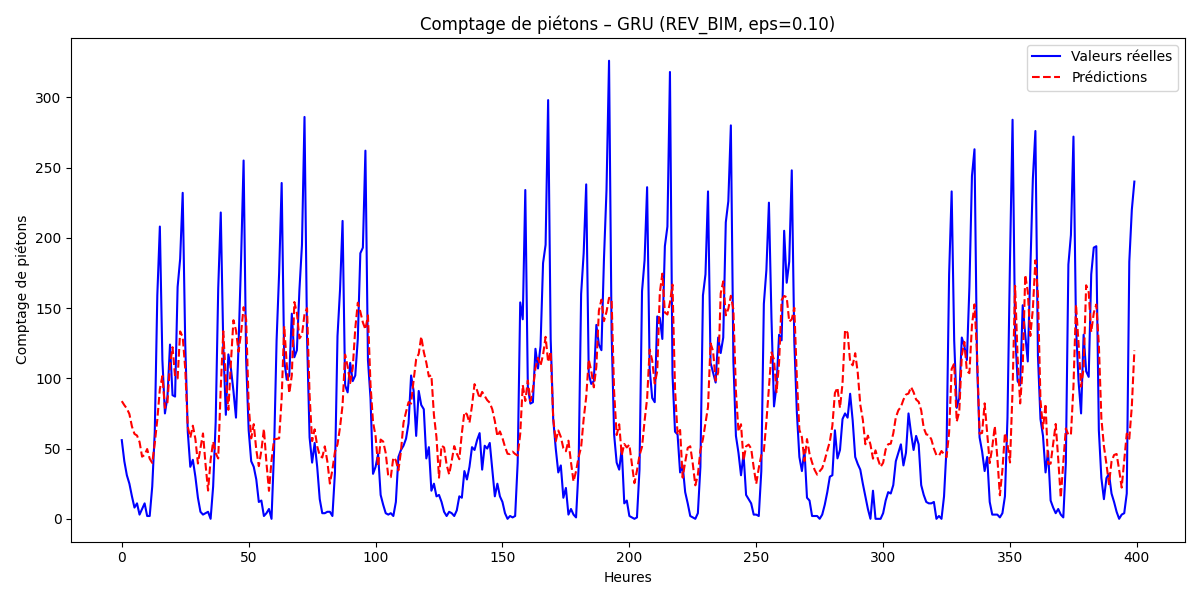 Comptage de piétons – GRU (REV_BIM, eps=0.10)
Valeurs réelles
Prédictions
Comptage de piétons
300
250
200
150
100
50
0
0 50 100 150 200 250 300 350 400
Heures